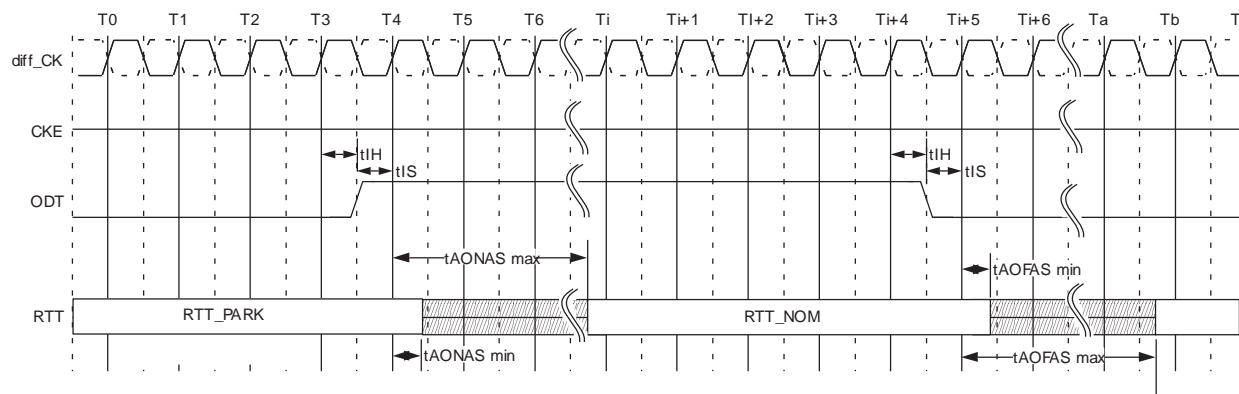 T0 T1 T2 T3 T4 T5 T6 Ti Ti+1 TI+2 Ti+3 Ti+4 Ti+5 Ti+6 Ta Tb T
diff_CK
CKE
tIH tIH
tIS tIS
ODT
tAONAS max
tAOFAS min
RTT RTT_PARK RTT_NOM
tAONAS min tAOFAS max